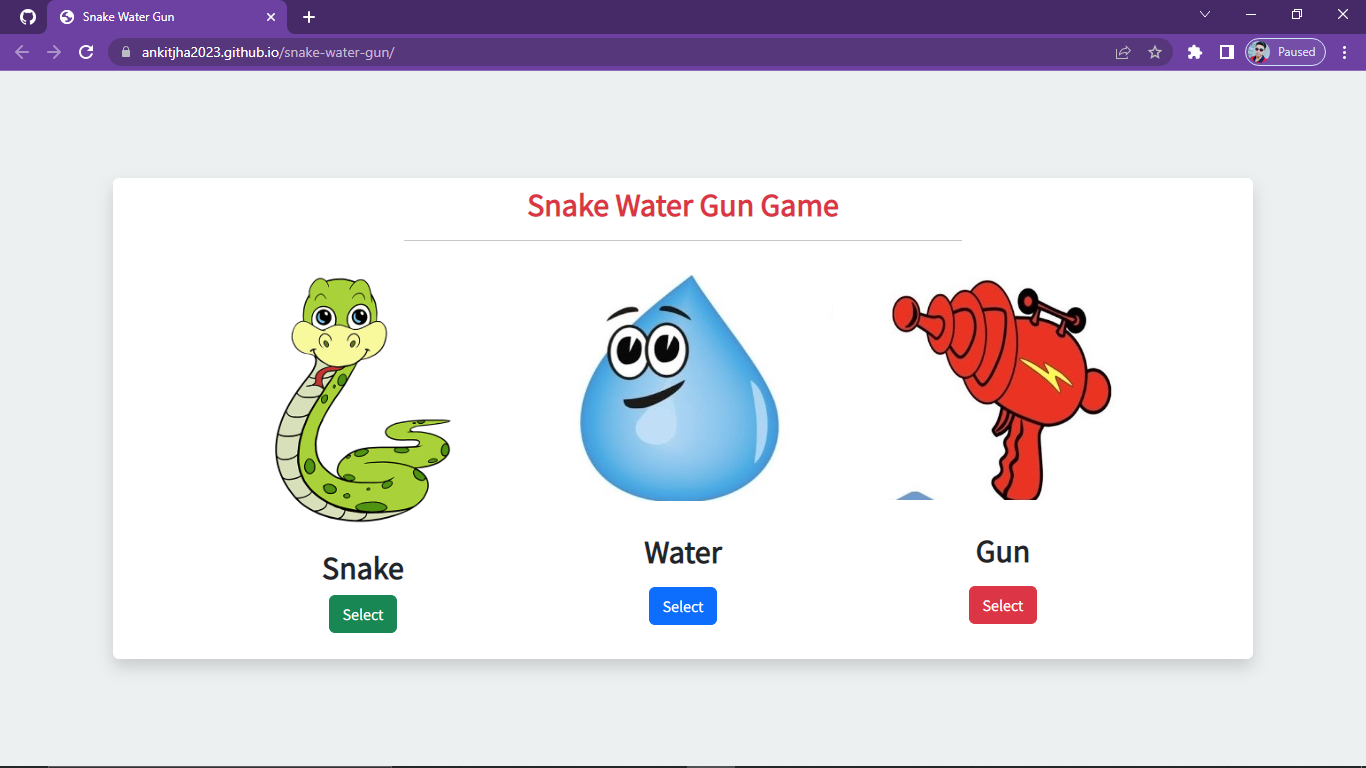 Snake Water Gun
ankitjha2023.github.io/snake-water-gun/
Paused
Snake Water Gun Game
Snake
Water
Gun
Select
Select
Select